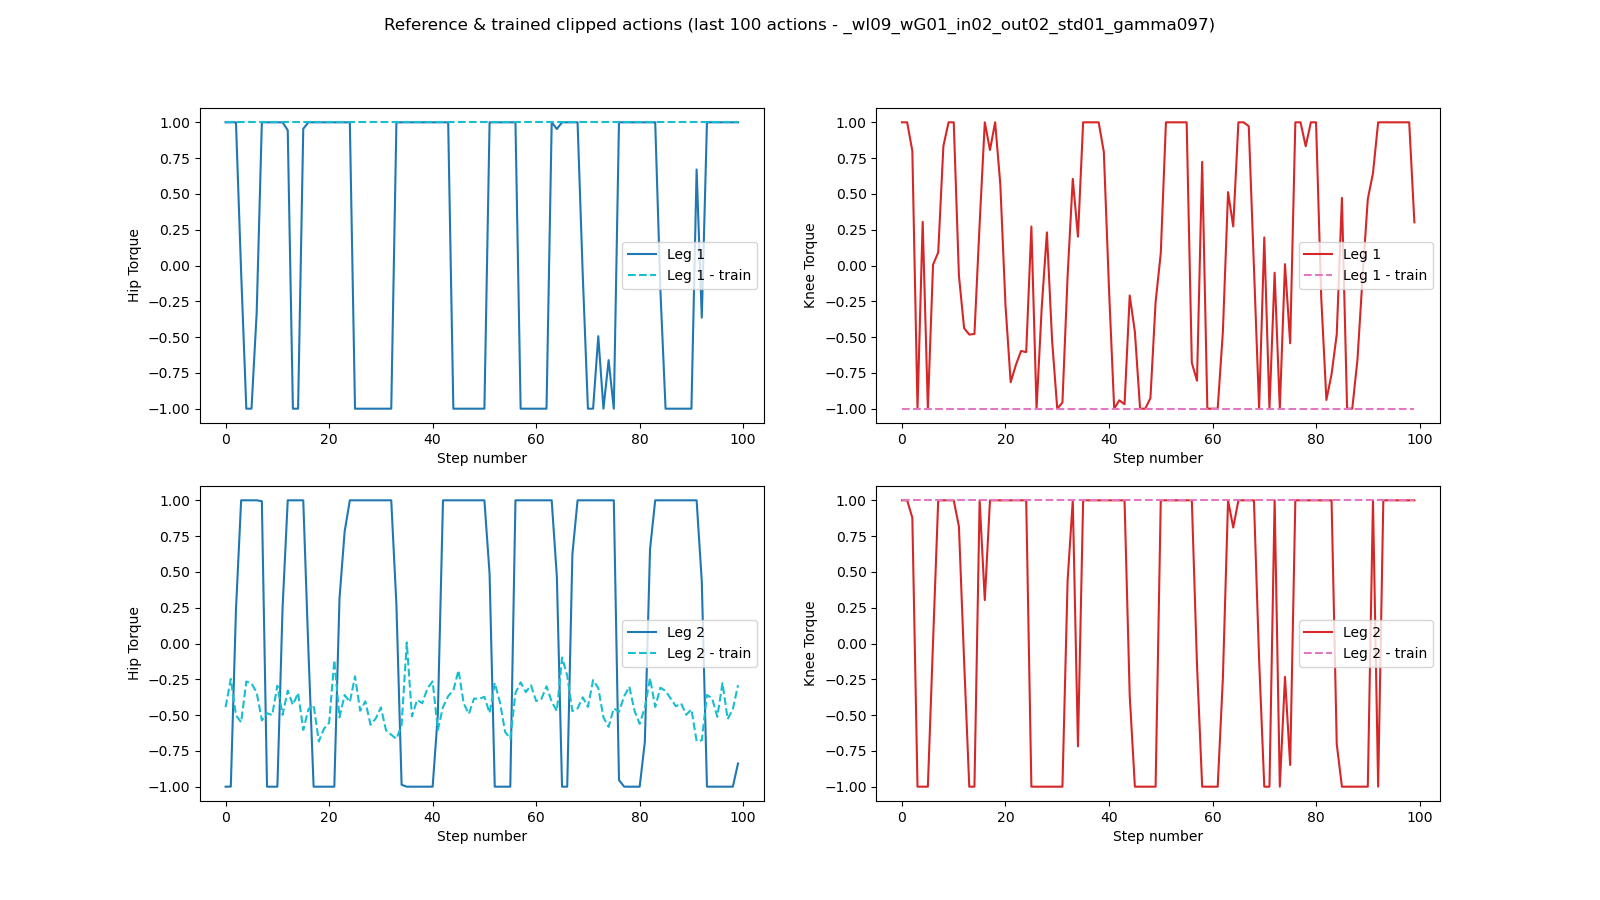 Reference & trained clipped actions (last 100 actions - _wI09_wG01_in02_out02_std01_gamma097)
1.00
0.75
0.50
0.25
0.00
−0.25
−0.50
−0.75
−1.00
Hip Torque
0 20 40 60 80 100
Step number
Leg 1
Leg 1 - train
1.00
0.75
0.50
0.25
0.00
−0.25
−0.50
−0.75
−1.00
Knee Torque
0 20 40 60 80 100
Step number
Leg 1
Leg 1 - train
1.00
0.75
0.50
0.25
0.00
−0.25
−0.50
−0.75
−1.00
Hip Torque
0 20 40 60 80 100
Step number
Leg 2
Leg 2 - train
1.00
0.75
0.50
0.25
0.00
−0.25
−0.50
−0.75
−1.00
Knee Torque
0 20 40 60 80 100
Step number
Leg 2
Leg 2 - train